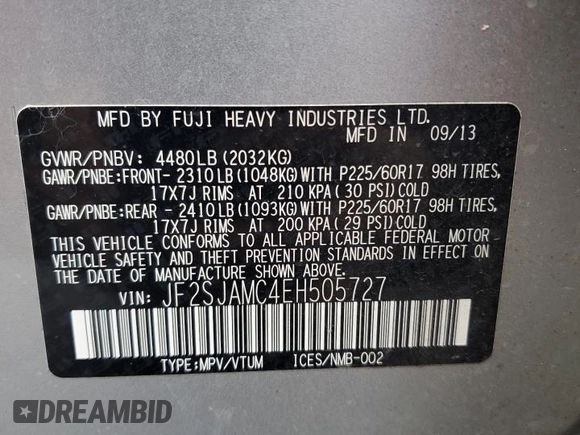 MFD BY FUJI HEAVY INDUSTRIES LTD.
MFD IN 09/13
GVWR/PNBV: 4480LB(2032KG)
GAWR/PNBE:FRONT-2310LB(1048KG)WITH P225/60R17 98H TIRES,
17X7J RIMS AT 210 KPA(30 PSI)COLD
GAWR/PNBE:REAR -2410LB(1093KG)WITH P225/60R17 98H TIRES,
17X7J RIMS AT 200 KPA(29 PSI)COLD
THIS VEHICLE CONFORMS TO ALL APPLICABLE FEDERAL MOTOR
VEHICLE SAFETY AND THEFT PREVENTION STANDARDS IN EFFECT
ON THE DATE OF MANUFACTURE SHOWN ABOVE.
VIN: JF2SJAMC4EH505727
TYPE:MPV/VTUM ICES/NMB-002
DREAMBID